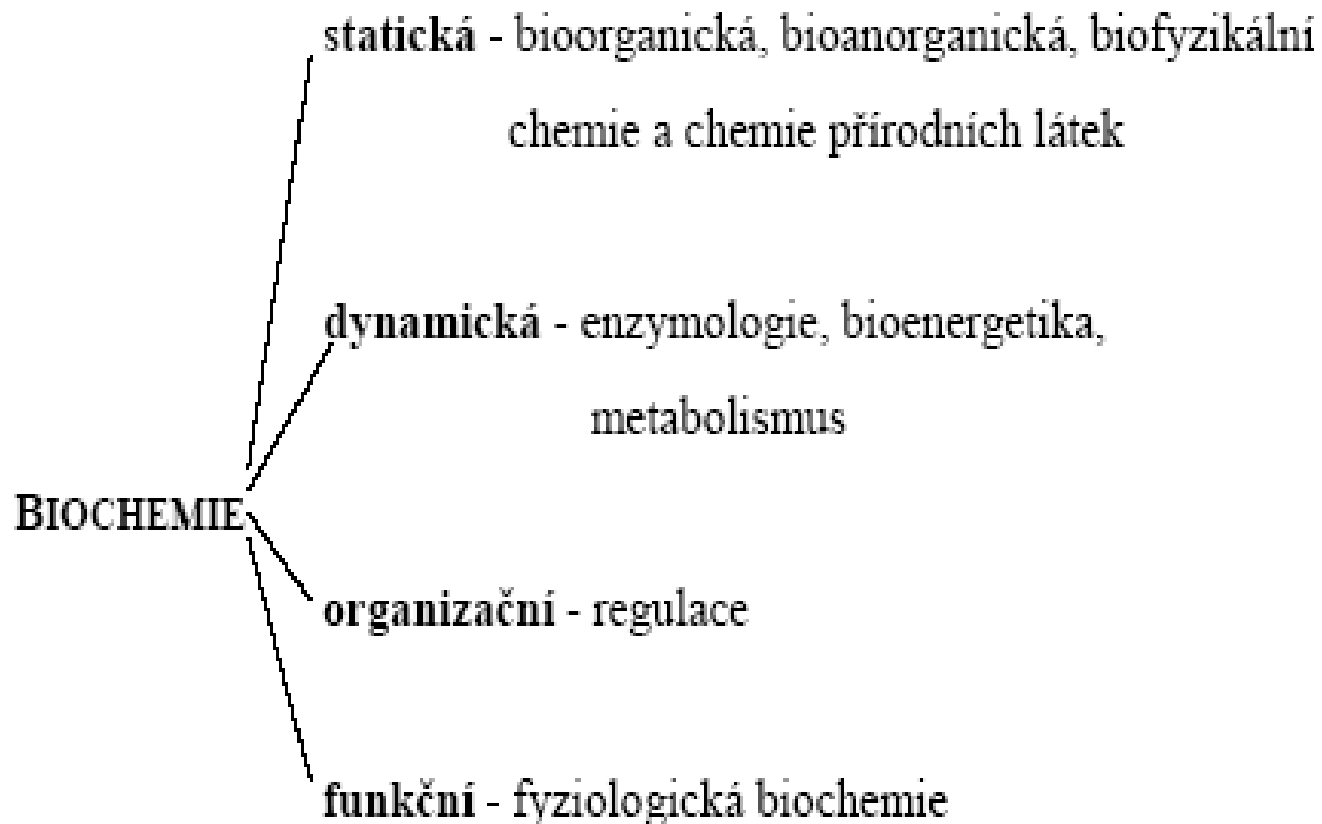 statická - bioorganická, bioanorganická, biofyzikální
chemie a chemie přírodních látek
dynamická - enzymologie, bioenergetika,
metabolismus
BIOCHEMIE
organizační - regulace
funkční - fyziologická biochemie